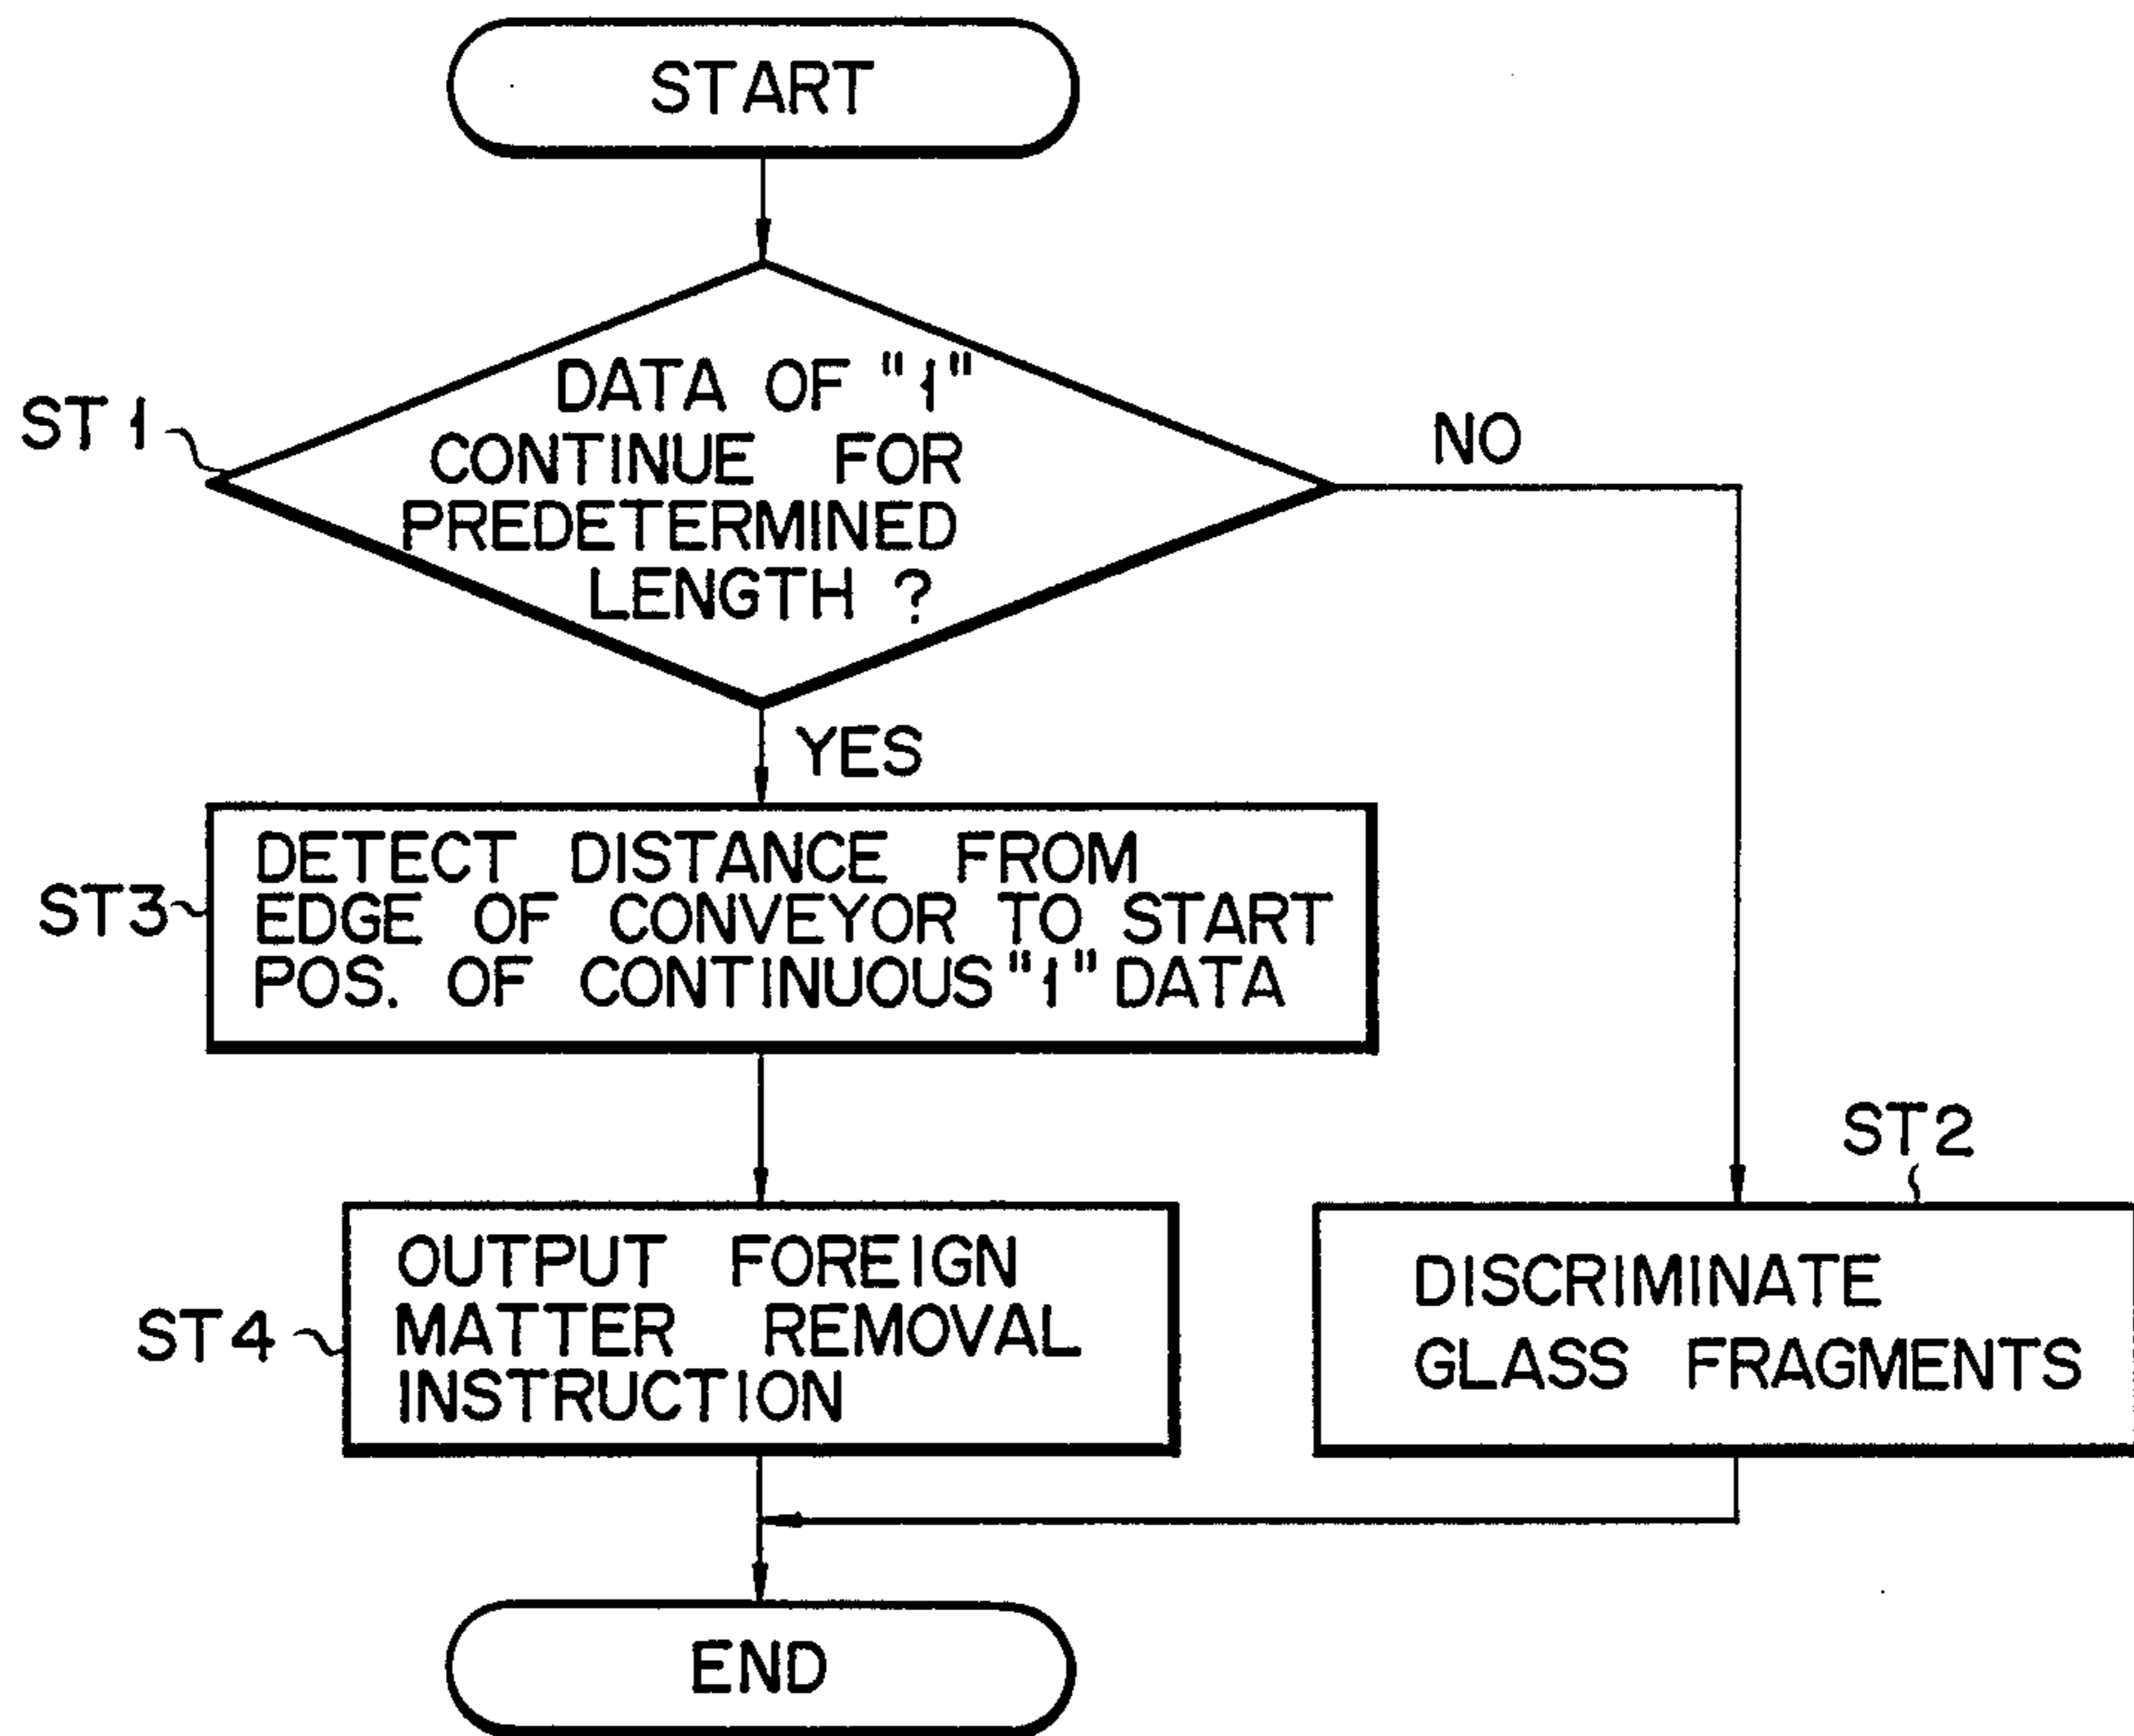 START
ST1
DATA OF "1"
CONTINUE FOR
PREDETERMINED
LENGTH ?
NO
YES
ST3
DETECT DISTANCE FROM
EDGE OF CONVEYOR TO START
POS. OF CONTINUOUS "1" DATA
ST4
OUTPUT FOREIGN
MATTER REMOVAL
INSTRUCTION
ST2
DISCRIMINATE
GLASS FRAGMENTS
END